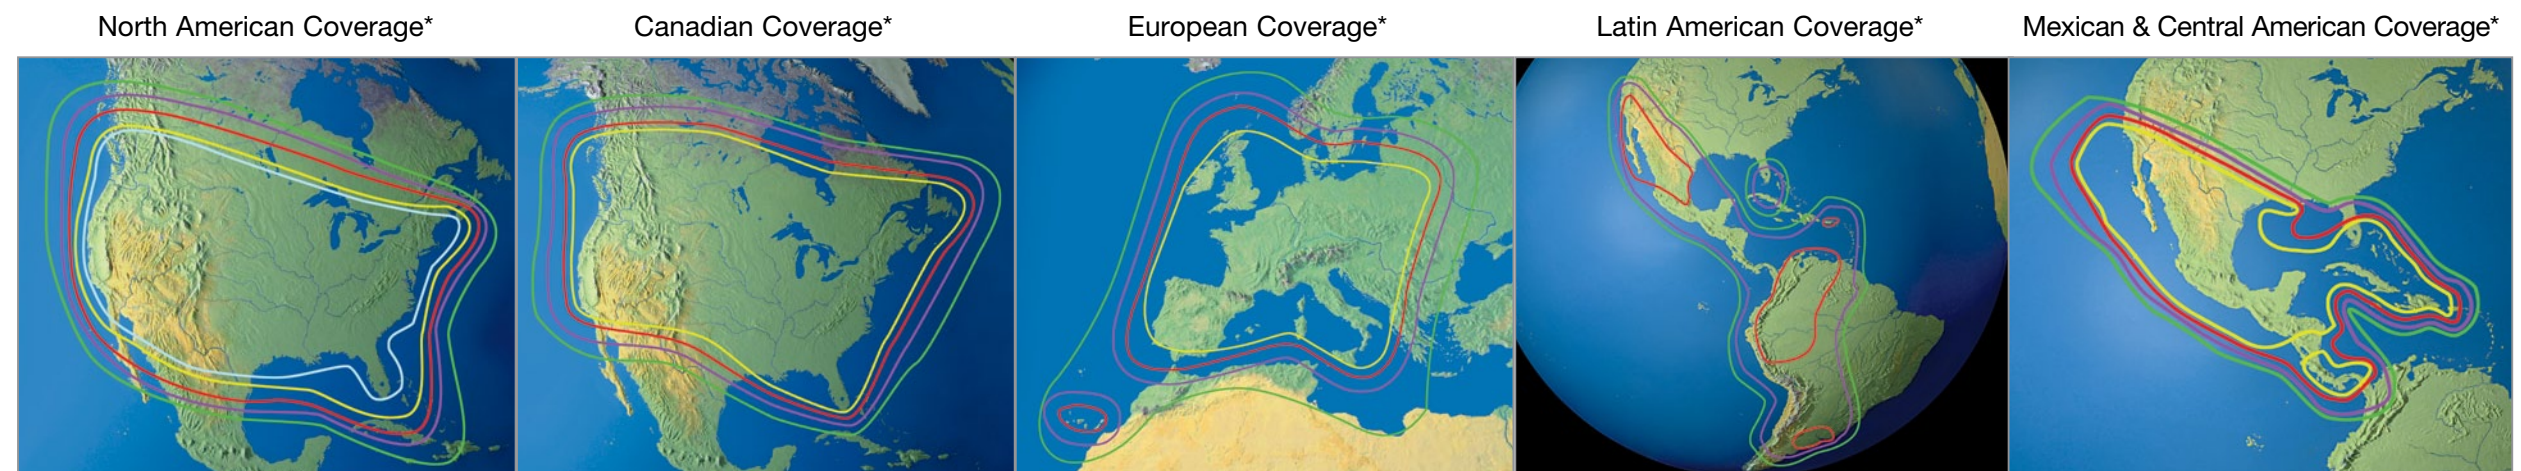 North American Coverage*
Canadian Coverage*
European Coverage*
Latin American Coverage*
Mexican & Central American Coverage*